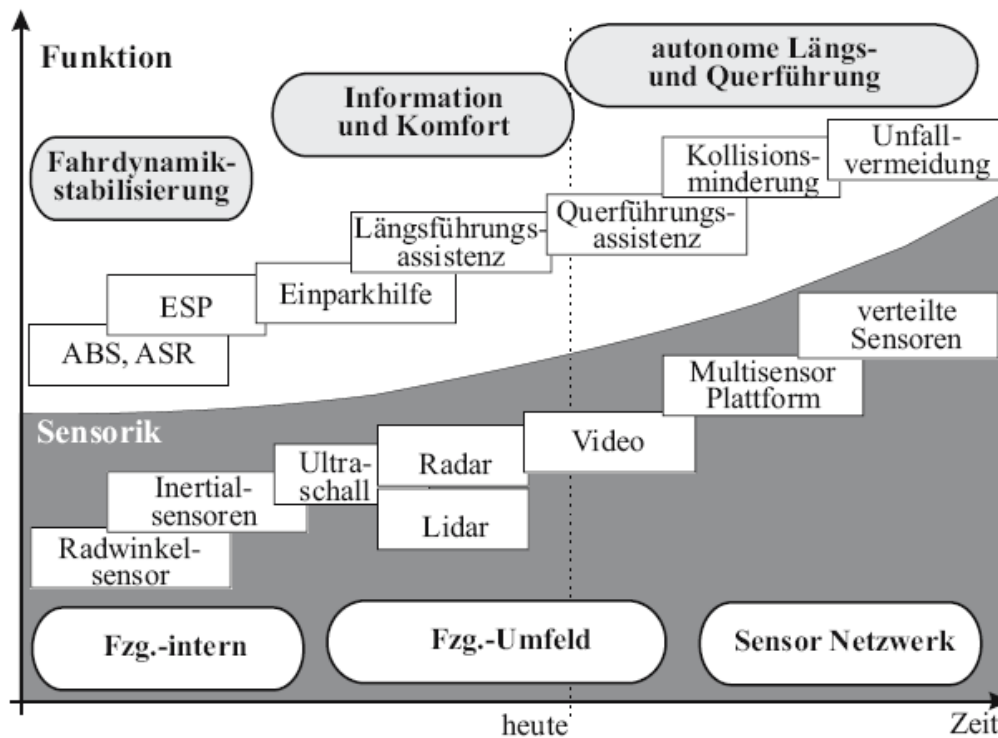 Funktion
autonome Längs-
und Querführung
Information
und Komfort
Fahrdynamik-
stabilisierung
Unfall-
vermeidung
Kollisions-
minderung
Querführungs-
assistenz
Längsführungs-
assistenz
Einparkhilfe
ESP
ABS, ASR
Sensorik
verteilte
Sensoren
Multisensor
Plattform
Video
Radar
Lidar
Ultra-
schall
Inertial-
sensoren
Radwinkel-
sensor
Fzg.-intern
Fzg.-Umfeld
Sensor Netzwerk
heute
Zeit